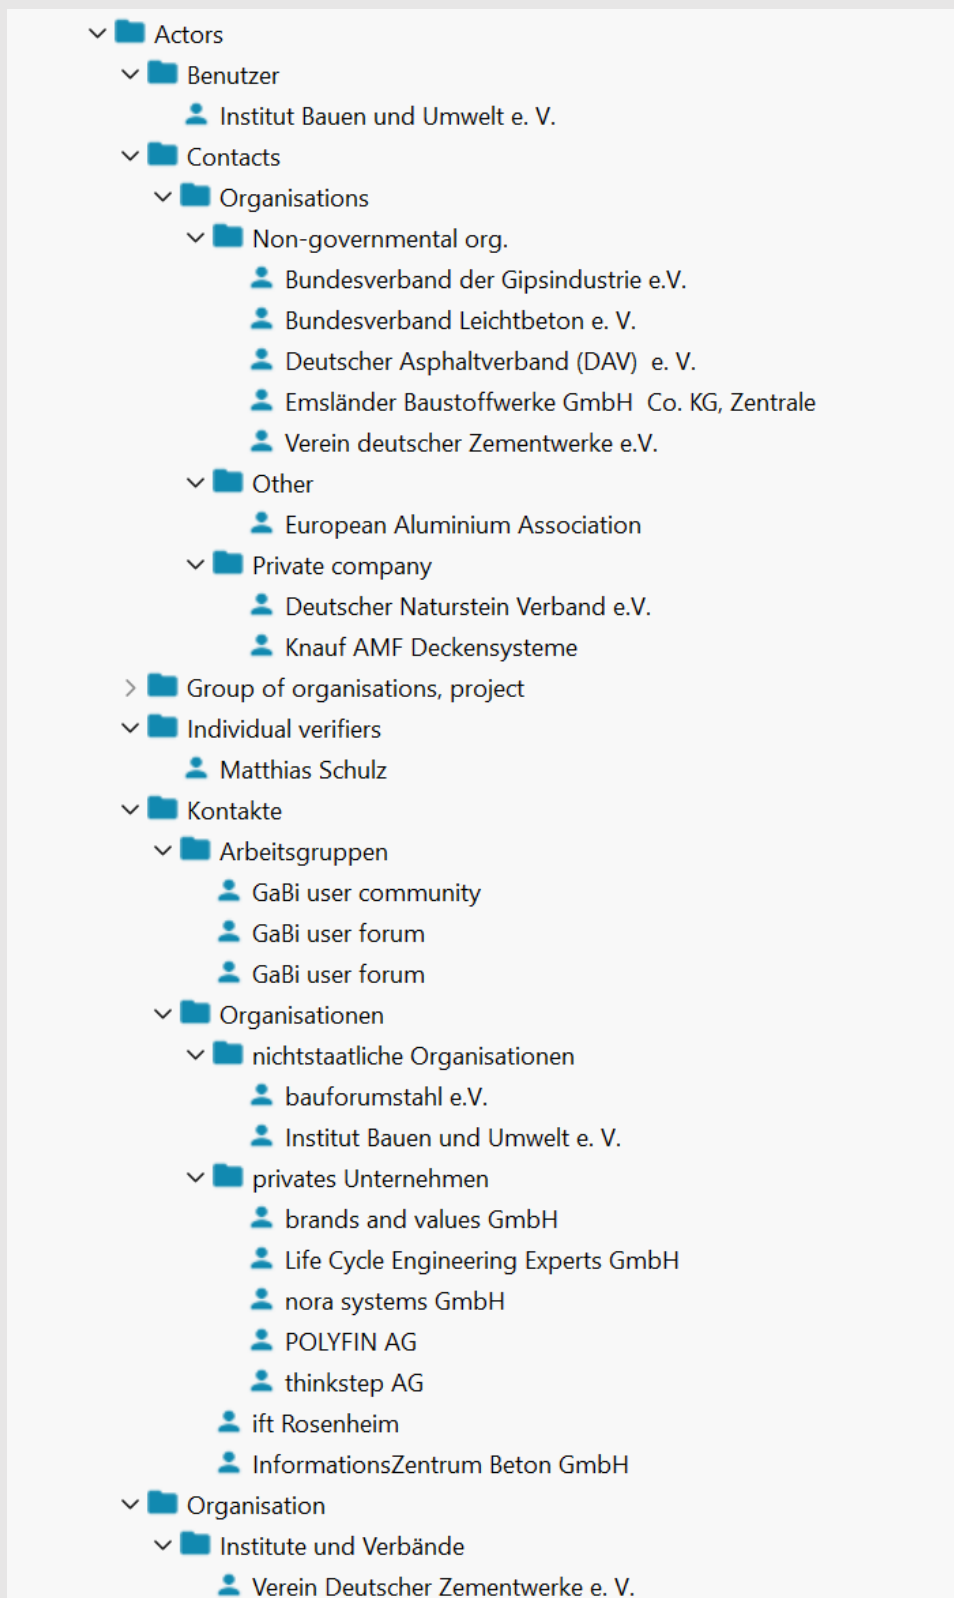 Actors
Benutzer
Institut Bauen und Umwelt e. V.
Contacts
Organisations
Non-governmental org.
Bundesverband der Gipsindustrie e.V.
Bundesverband Leichtbeton e. V.
Deutscher Asphaltverband (DAV)  e. V.
Emsländer Baustoffwerke GmbH  Co. KG, Zentrale
Verein deutscher Zementwerke e.V.
Other
European Aluminium Association
Private company
Deutscher Naturstein Verband e.V.
Knauf AMF Deckensysteme
Group of organisations, project
Individual verifiers
Matthias Schulz
Kontakte
Arbeitsgruppen
GaBi user community
GaBi user forum
GaBi user forum
Organisationen
nichtstaatliche Organisationen
bauforumstahl e.V.
Institut Bauen und Umwelt e. V.
privates Unternehmen
brands and values GmbH
Life Cycle Engineering Experts GmbH
nora systems GmbH
POLYFIN AG
thinkstep AG
ift Rosenheim
InformationsZentrum Beton GmbH
Organisation
Institute und Verbände
Verein Deutscher Zementwerke e. V.